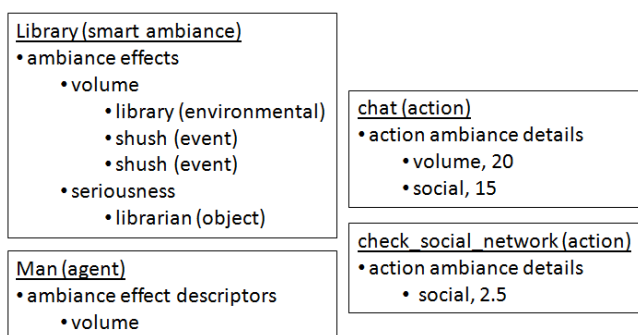 Library (smart ambiance)
• ambiance effects
• volume
• library (environmental)
• shush (event)
• shush (event)
• seriousness
• librarian (object)
Man (agent)
• ambiance effect descriptors
• volume
chat (action)
• action ambiance details
• volume, 20
• social, 15
check_social_network (action)
• action ambiance details
• social, 2.5